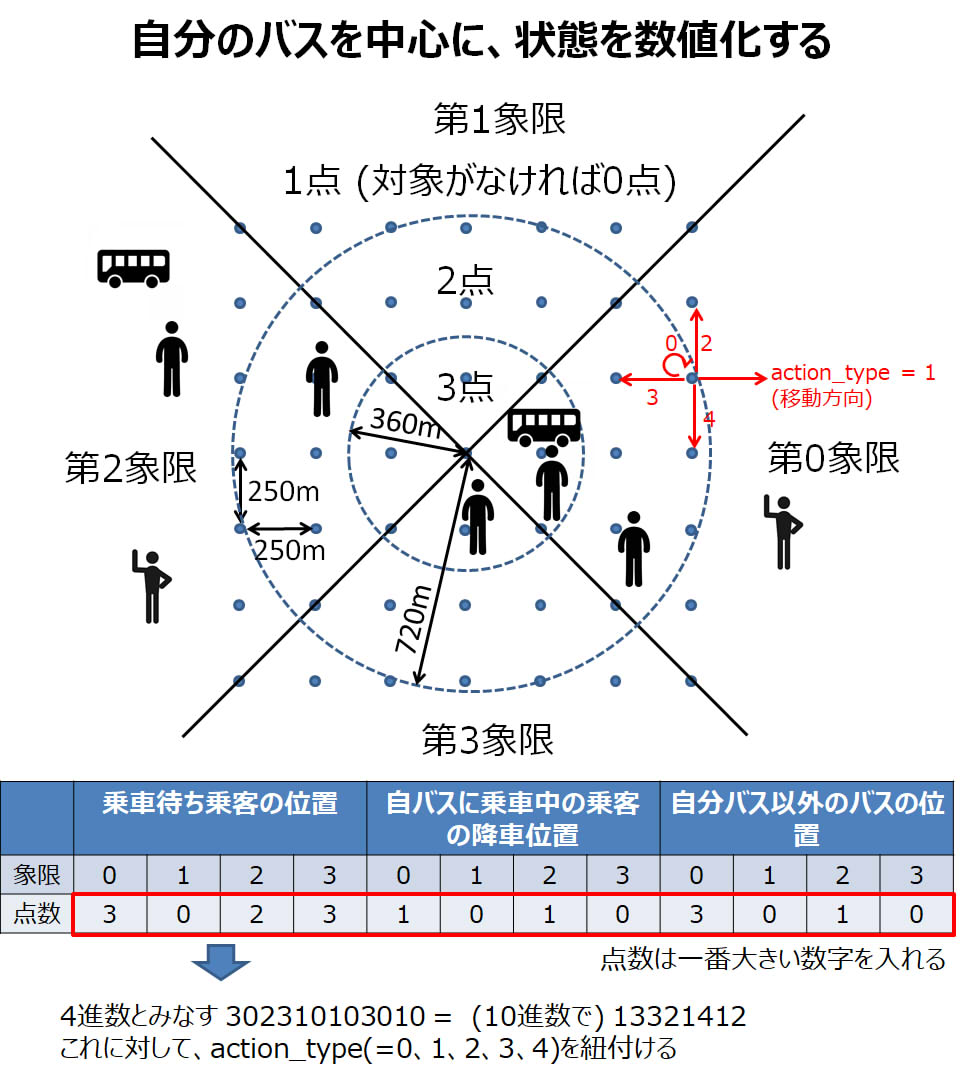 自分のバスを中心に、状態を数値化する
第1象限
1点 (対象がなければ0点)
2点
3点
0
2
action_type = 1
(移動方向)
3
4
360m
第2象限
第0象限
250m
250m
720m
第3象限
乗車待ち乗客の位置 自バスに乗車中の乗客の降車位置 自分バス以外のバスの位置
象限 0 1 2 3 0 1 2 3 0 1 2 3
点数 3 0 2 3 1 0 1 0 3 0 1 0
点数は一番大きい数字を入れる
4進数とみなす 302310103010 = (10進数で) 13321412
これに対して、action_type(=0、1、2、3、4)を紐付ける